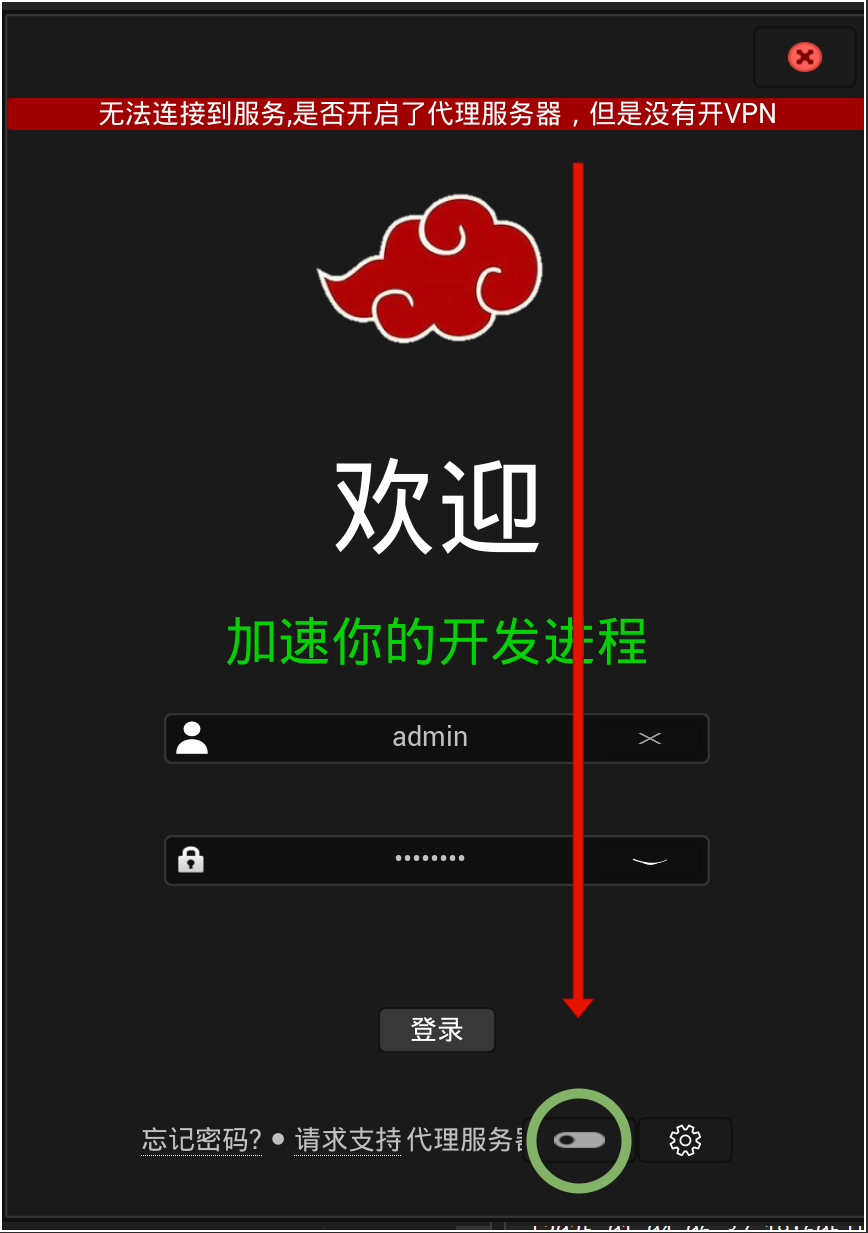 无法连接到服务,是否开启了代理服务器，但是没有开VPN
欢迎
加速你的开发进程
admin
登录
忘记密码? ● 请求支持 代理服务